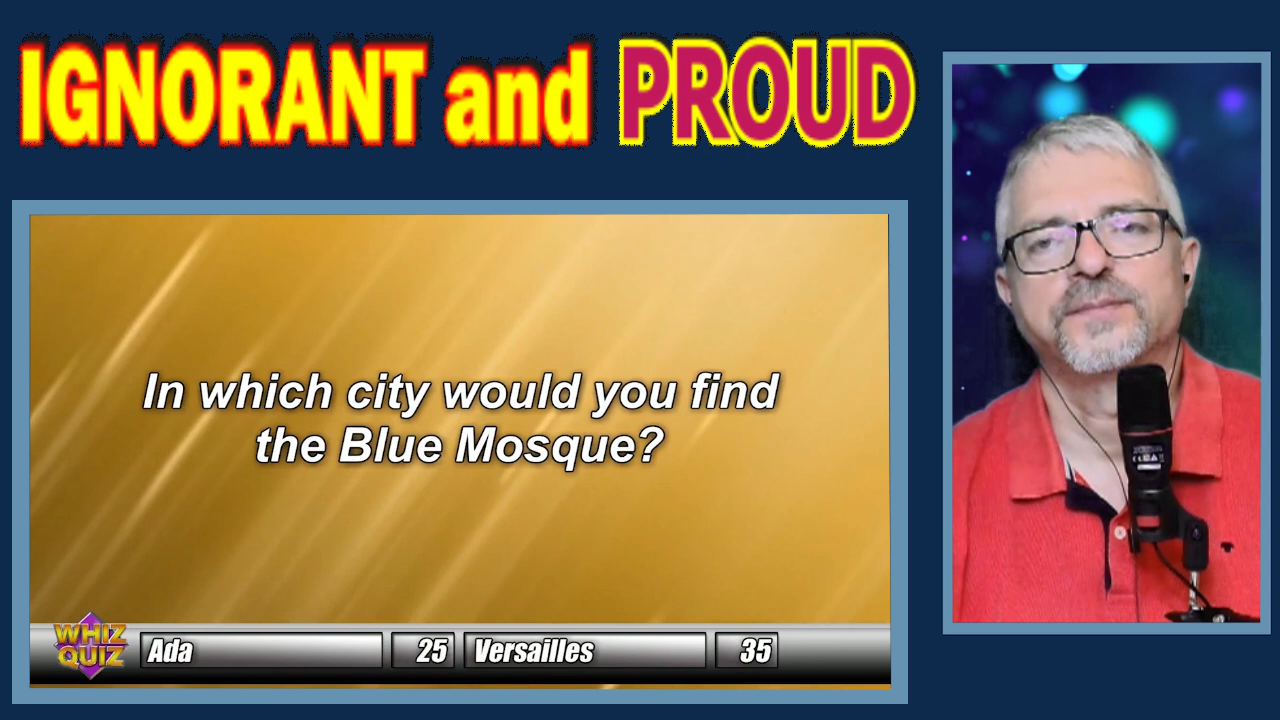 IGNORANT and PROUD
In which city would you find
the Blue Mosque?
WHIZ
QUIZ
Ada 25 Versailles 35